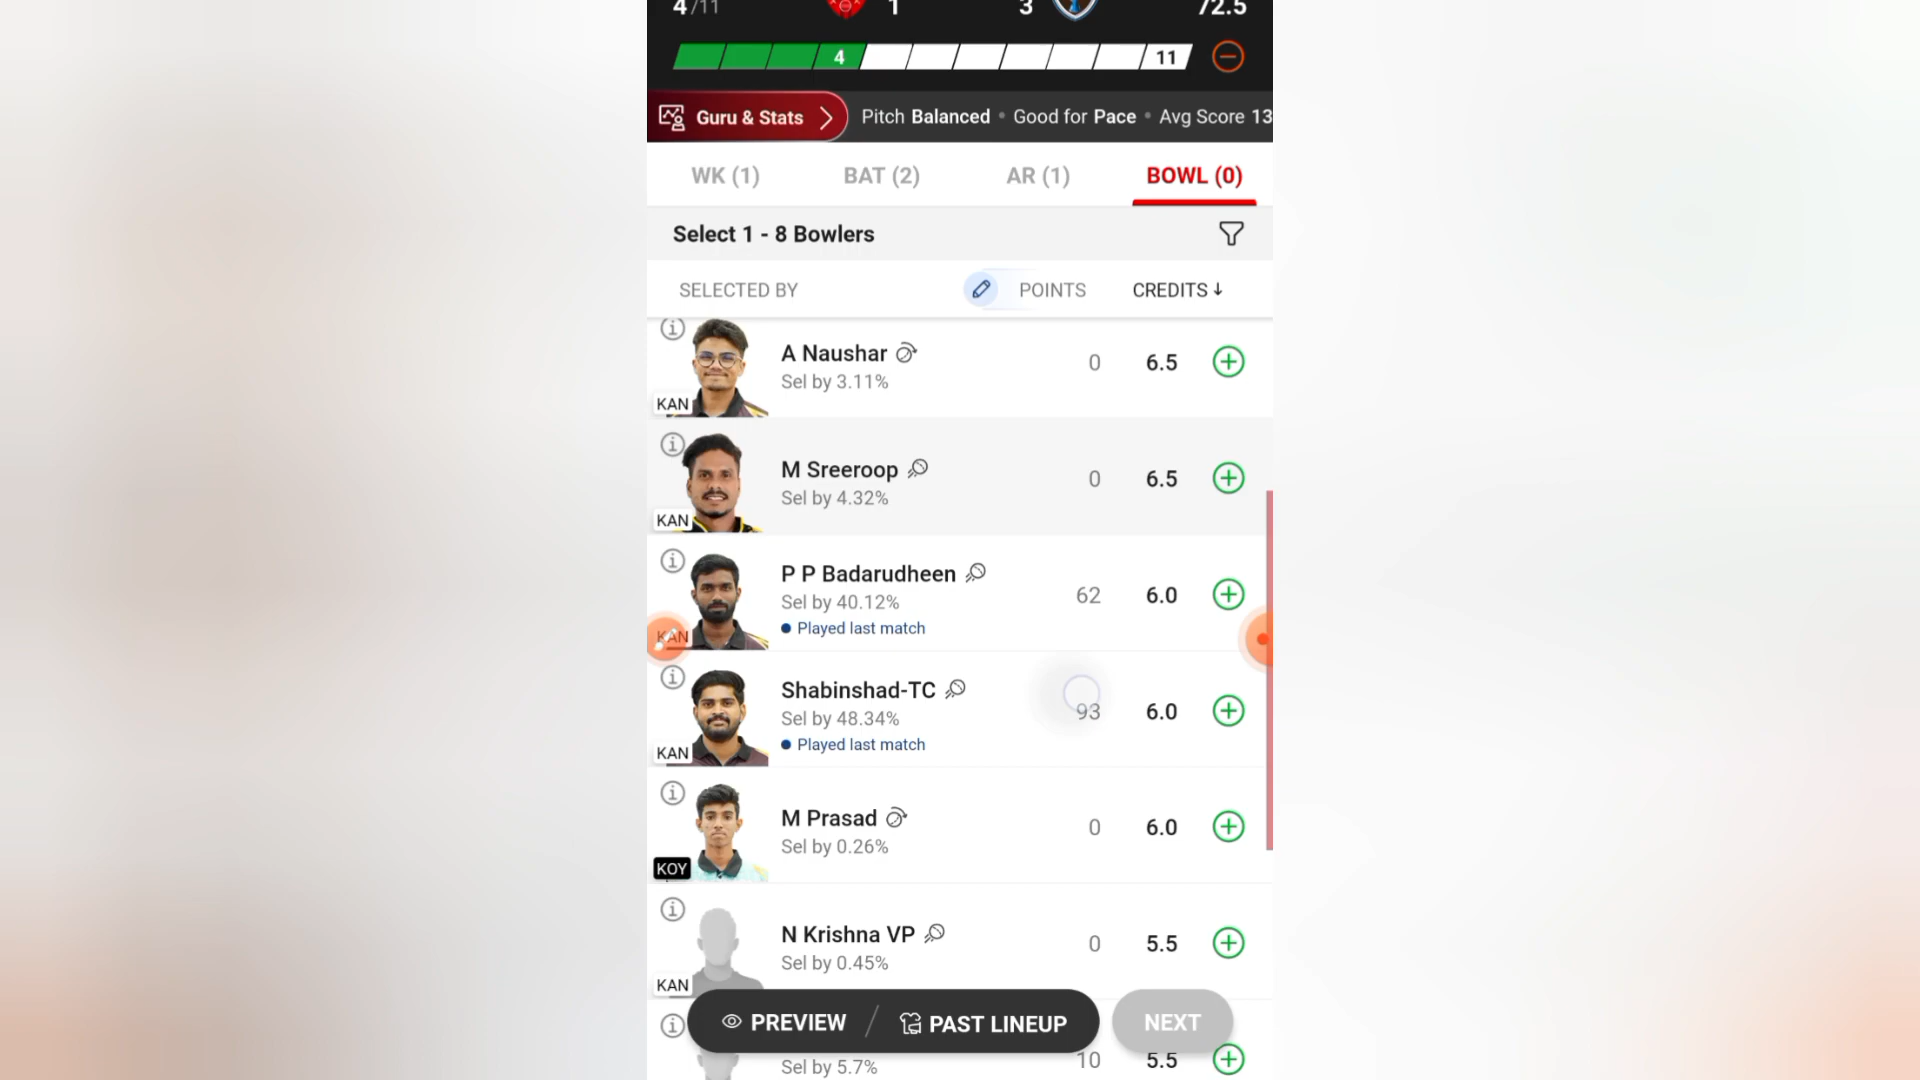 4/11 1 3 72.5
4 11
Guru & Stats Pitch Balanced • Good for Pace • Avg Score 13
WK (1) BAT (2) AR (1) BOWL (0)
Select 1 - 8 Bowlers
SELECTED BY POINTS CREDITS ↓
A Naushar 0 6.5
Sel by 3.11%
KAN
M Sreeroop 0 6.5
Sel by 4.32%
KAN
P P Badarudheen 62 6.0
Sel by 40.12%
Played last match
KAN
Shabinshad-TC 93 6.0
Sel by 48.34%
Played last match
KAN
M Prasad 0 6.0
Sel by 0.26%
KOY
N Krishna VP 0 5.5
Sel by 0.45%
KAN
PREVIEW / PAST LINEUP NEXT
Sel by 5.7% 10 5.5